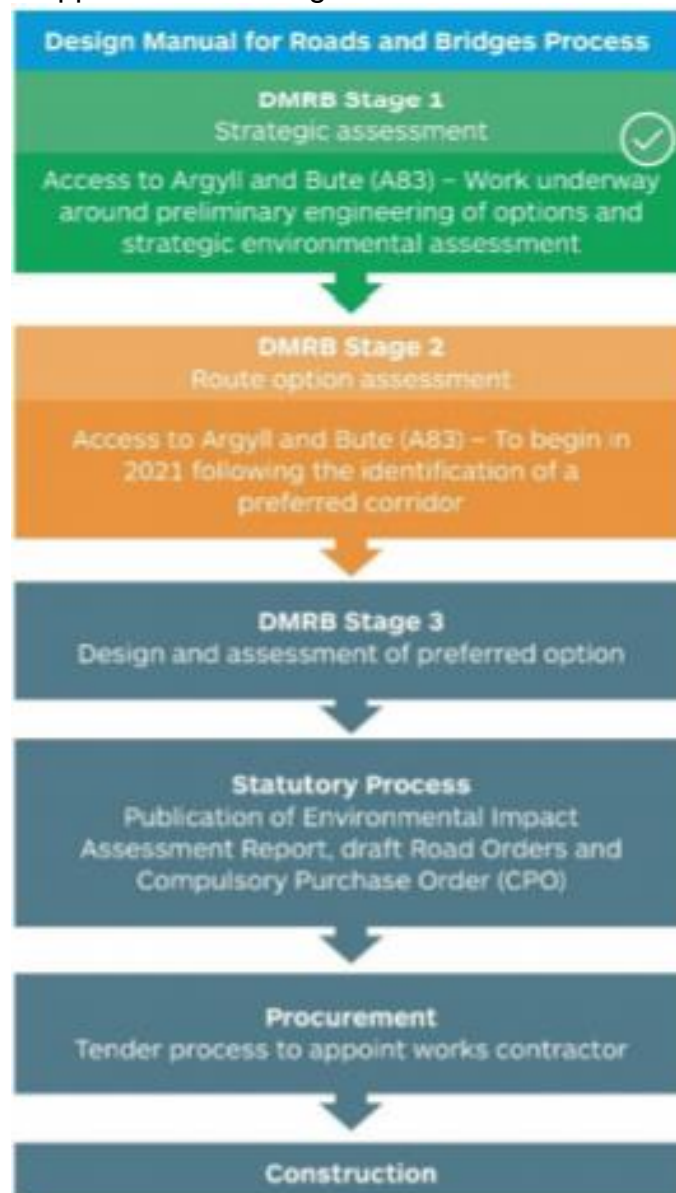 Design Manual for Roads and Bridges Process
DMRB Stage 1
Strategic assessment
Access to Argyll and Bute (A83) – Work underway
around preliminary engineering of options and
strategic environmental assessment
DMRB Stage 2
Route option assessment
Access to Argyll and Bute (A83) – To begin in
2021 following the identification of a
preferred corridor
DMRB Stage 3
Design and assessment of preferred option
Statutory Process
Publication of Environmental Impact
Assessment Report, draft Road Orders and
Compulsory Purchase Order (CPO)
Procurement
Tender process to appoint works contractor
Construction